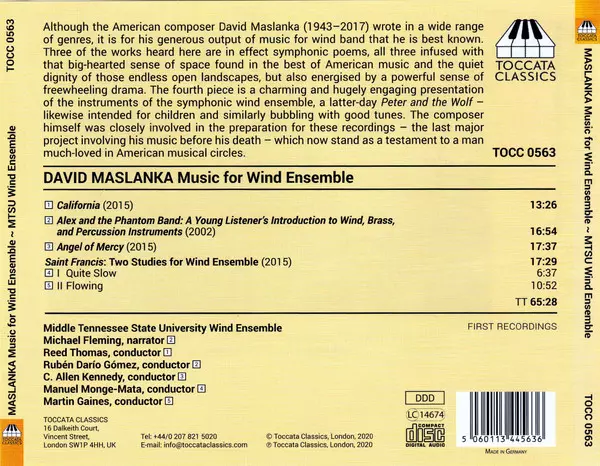 TOCC 0563
MASLANKA Music for Wind Ensemble ~ MTSU Wind Ensemble
Although the American composer David Maslanka (1943–2017) wrote in a wide range
of genres, it is for his generous output of music for wind band that he is best known.
Three of the works heard here are in effect symphonic poems, all three infused with
that big-hearted sense of space found in the best of American music and the quiet
dignity of those endless open landscapes, but also energised by a powerful sense of
freewheeling drama. The fourth piece is a charming and hugely engaging presentation
of the instruments of the symphonic wind ensemble, a latter-day Peter and the Wolf –
likewise intended for children and similarly bubbling with good tunes. The composer
himself was closely involved in the preparation for these recordings – the last major
project involving his music before his death – which now stand as a testament to a man
much-loved in American musical circles.
TOCCATA
CLASSICS
TOCC 0563
DAVID MASLANKA Music for Wind Ensemble
1 California (2015) 13:26
2 Alex and the Phantom Band: A Young Listener's Introduction to Wind, Brass,
and Percussion Instruments (2002) 16:54
3 Angel of Mercy (2015) 17:37
Saint Francis: Two Studies for Wind Ensemble (2015) 17:29
4 I Quite Slow 6:37
5 II Flowing 10:52
TT 65:28
Middle Tennessee State University Wind Ensemble
Michael Fleming, narrator 2
Reed Thomas, conductor 1
Rubén Darío Gómez, conductor 2
C. Allen Kennedy, conductor 3
Manuel Monge-Mata, conductor 4
Martin Gaines, conductor 5
FIRST RECORDINGS
TOCCATA CLASSICS
16 Dalkeith Court,
Vincent Street,
London SW1P 4HH, UK
Tel: +44/0 207 821 5020
E-mail: info@toccataclassics.com
© Toccata Classics, London, 2020
℗ Toccata Classics, London, 2020
DDD
LC 14674
COMPACT
disc
DIGITAL AUDIO
5 060113 445636
MADE IN GERMANY
TOCCATA
CLASSICS
MASLANKA Music for Wind Ensemble ~ MTSU Wind Ensemble
TOCC 0563